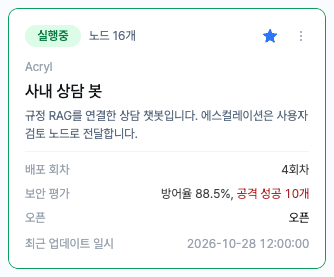 실행중 노드 16개
Acryl
사내 상담 봇
규정 RAG를 연결한 상담 챗봇입니다. 에스컬레이션은 사용자
검토 노드로 전달합니다.
배포 회차 4회차
보안 평가 방어율 88.5%, 공격 성공 10개
오픈 오픈
최근 업데이트 일시 2026-10-28 12:00:00